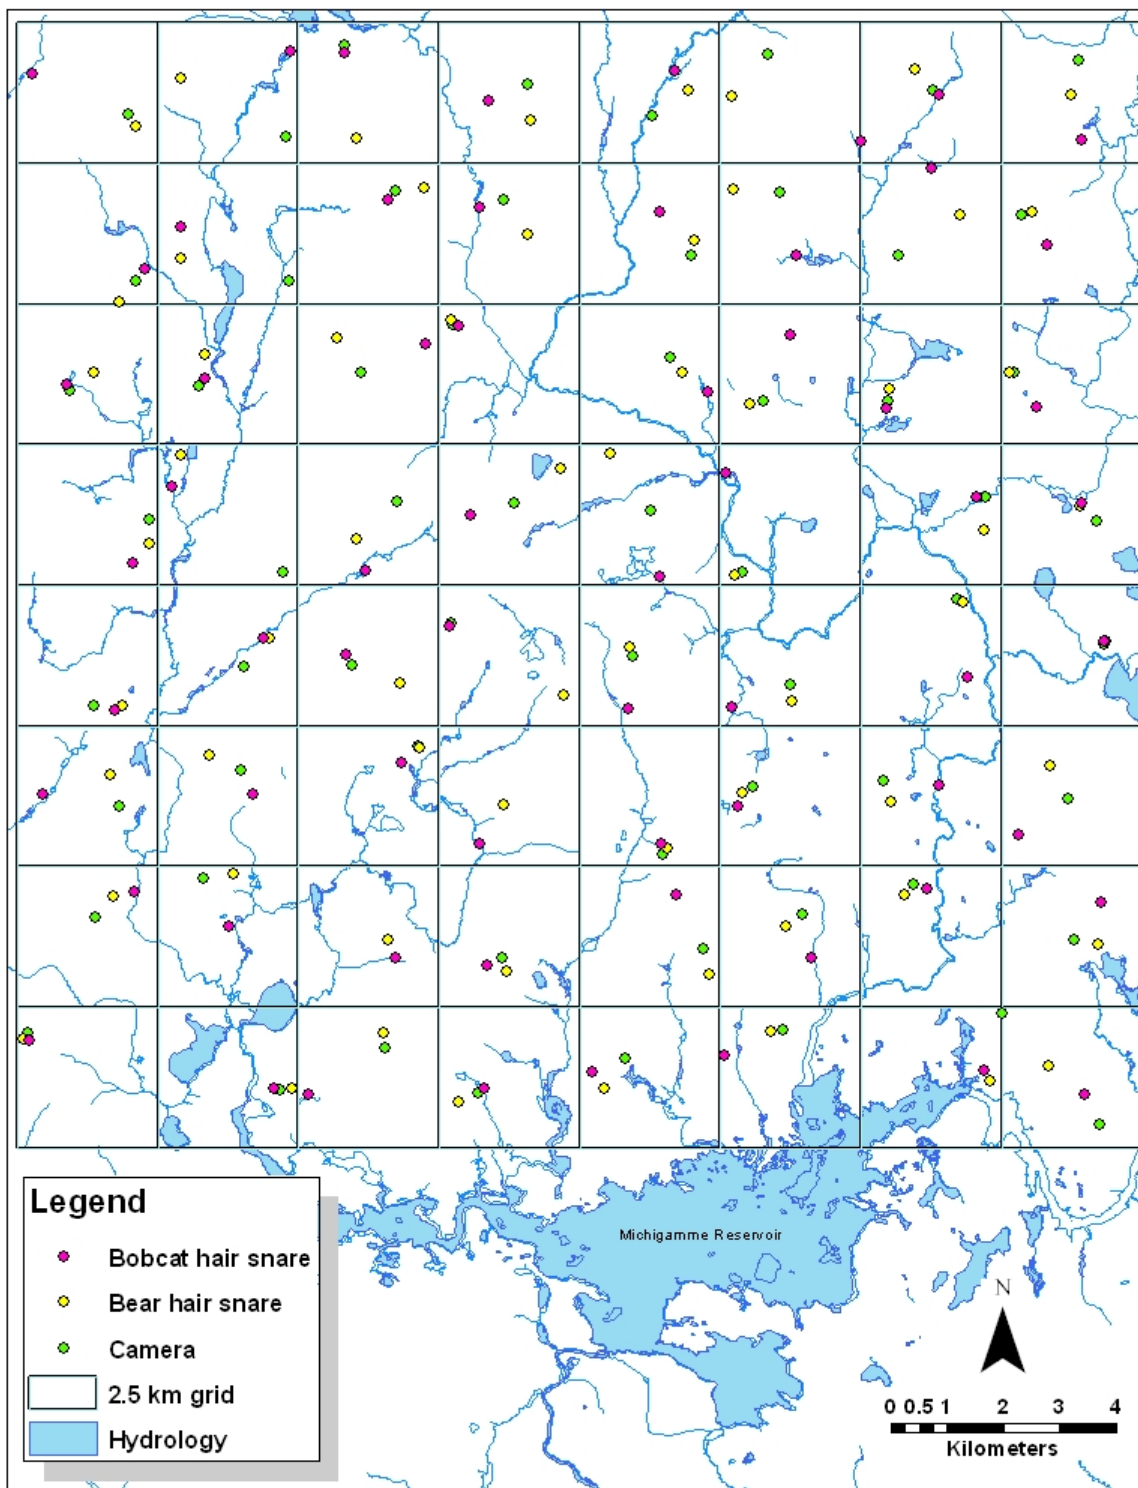 Michigamme Reservoir
Legend
Bobcat hair snare
Bear hair snare
Camera
2.5 km grid
Hydrology
N
0 0.5 1 2 3 4
Kilometers